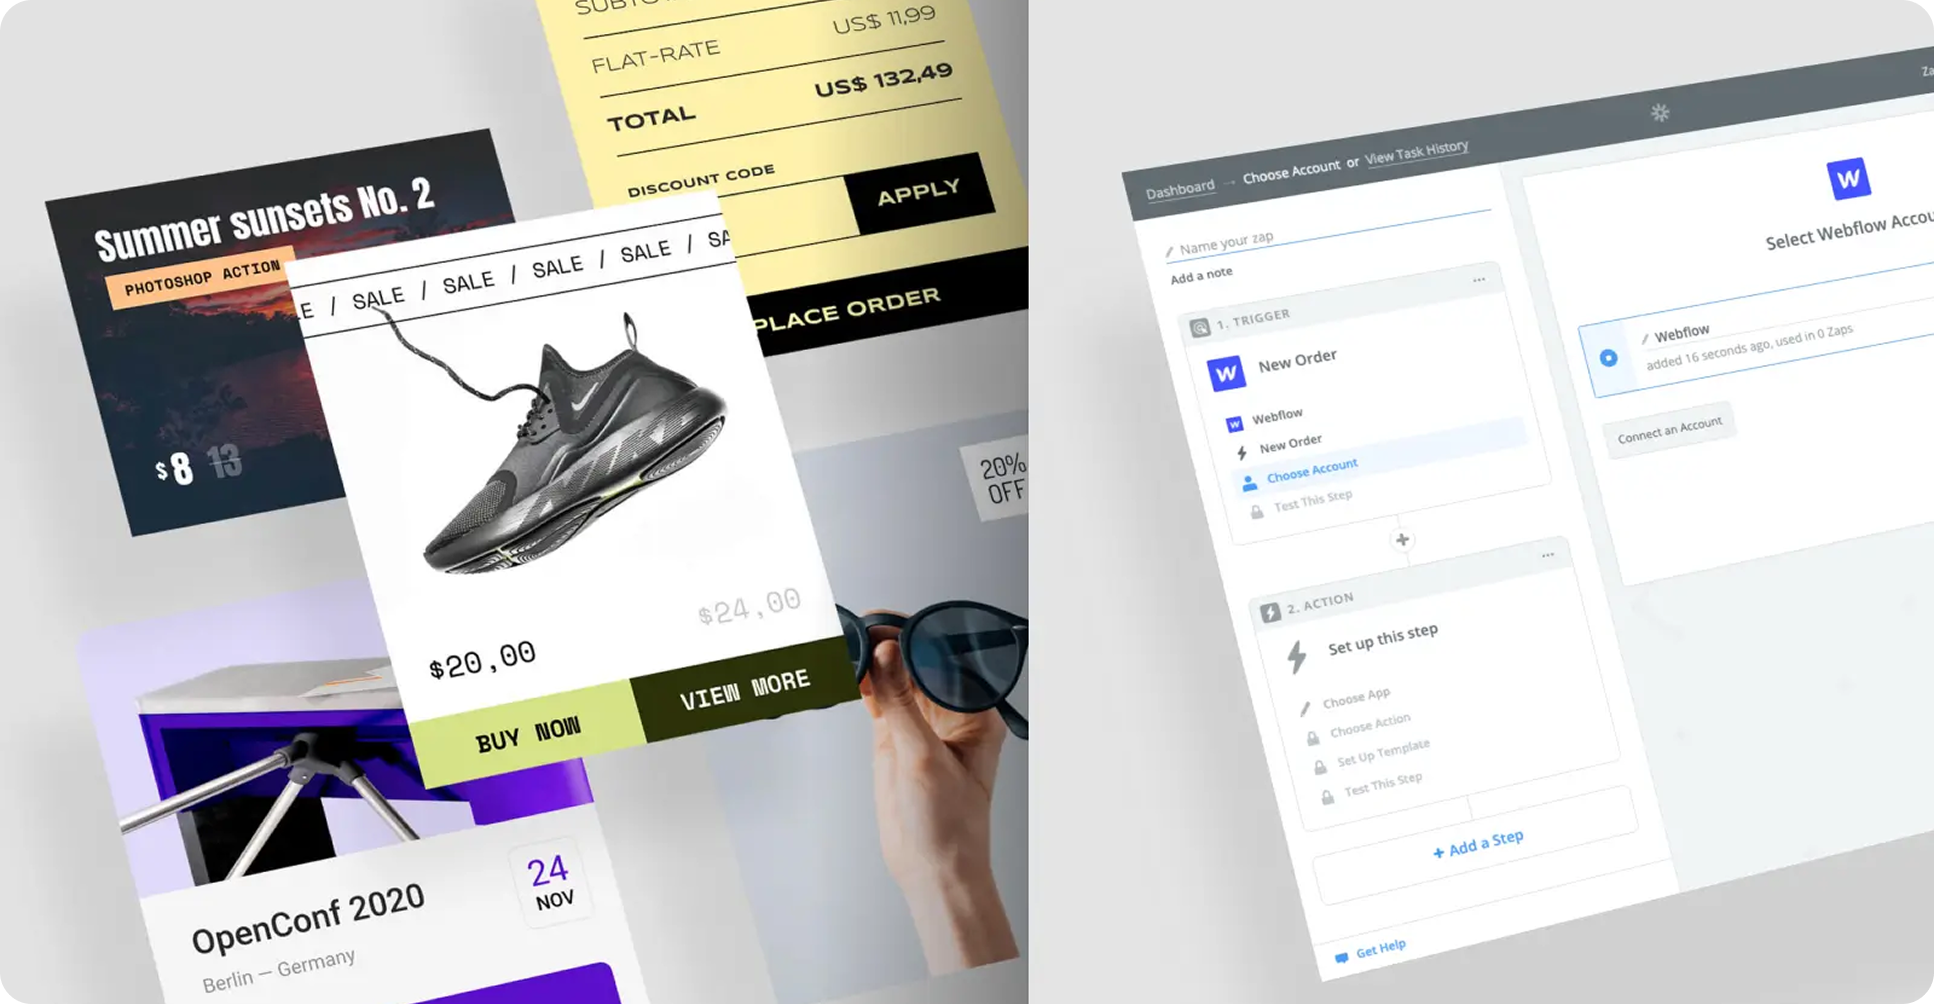 SUBTO
FLAT-RATE
US$ 11,99
TOTAL
US$ 132,49
DISCOUNT CODE
APPLY
PLACE ORDER
Summer sunsets No. 2
PHOTOSHOP ACTION
$8 13
E / SALE / SALE / SALE / SALE / SA
$24,00
$20,00
BUY NOW
VIEW MORE
20%
OFF
OpenConf 2020
Berlin — Germany
24
NOV
Dashboard → Choose Account or View Task History
Za
Name your zap
Add a note
1. TRIGGER
W
New Order
W
Webflow
New Order
Choose Account
Test This Step
2. ACTION
Set up this step
Choose App
Choose Action
Set Up Template
Test This Step
+ Add a Step
Get Help
W
Select Webflow Accou
Webflow
added 16 seconds ago, used in 0 Zaps
Connect an Account